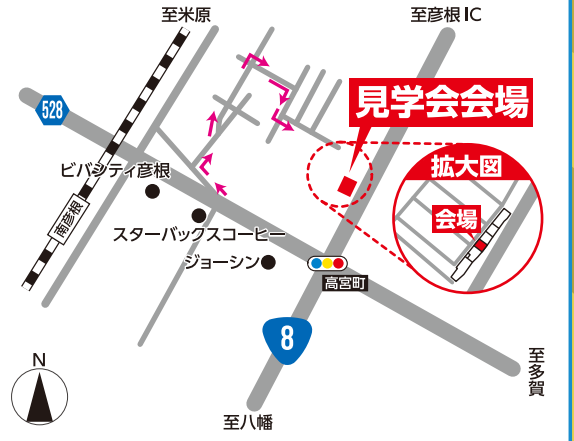 至米原
至彦根IC
528
見学会会場
拡大図
ビバシティ彦根
会場
南彦根
スターバックスコーヒー
ジョーシン
高宮町
8
至多賀
N
至八幡